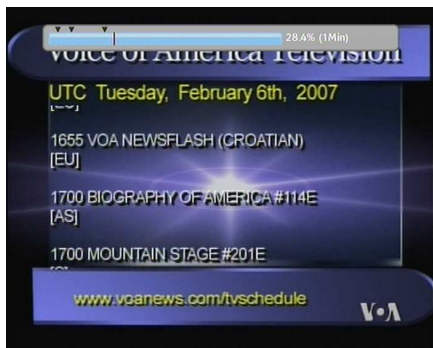 28.4% (1Min)
Voice of America Television
UTC Tuesday, February 6th, 2007
1655 VOA NEWSFLASH (CROATIAN)
[EU]
1700 BIOGRAPHY OF AMERICA #114E
[AS]
1700 MOUNTAIN STAGE #201E
www.voanews.com/tvschedule
VOA